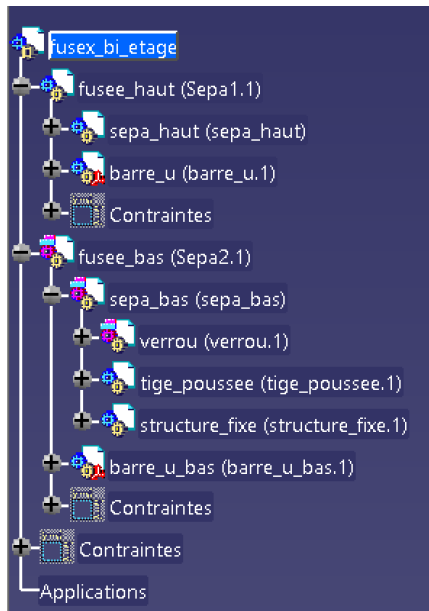 fusex_bi_etage
fusee_haut (Sepa1.1)
sepa_haut (sepa_haut)
barre_u (barre_u.1)
Contraintes
fusee_bas (Sepa2.1)
sepa_bas (sepa_bas)
verrou (verrou.1)
tige_poussee (tige_poussee.1)
structure_fixe (structure_fixe.1)
barre_u_bas (barre_u_bas.1)
Contraintes
Contraintes
Applications